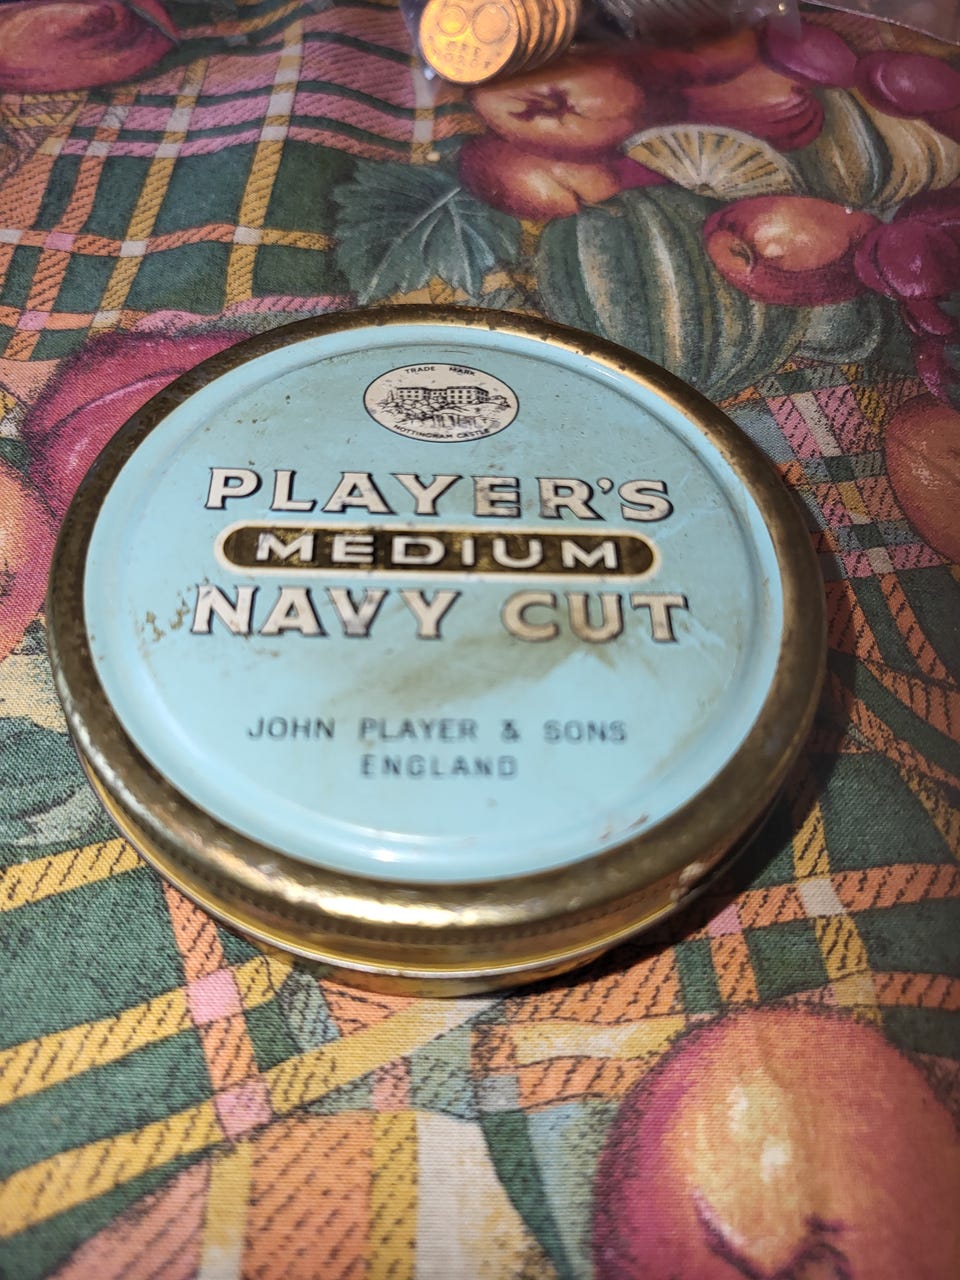 TRADE MARK
NOTTINGHAM CASTLE
PLAYER'S
MEDIUM
NAVY CUT
JOHN PLAYER & SONS
ENGLAND